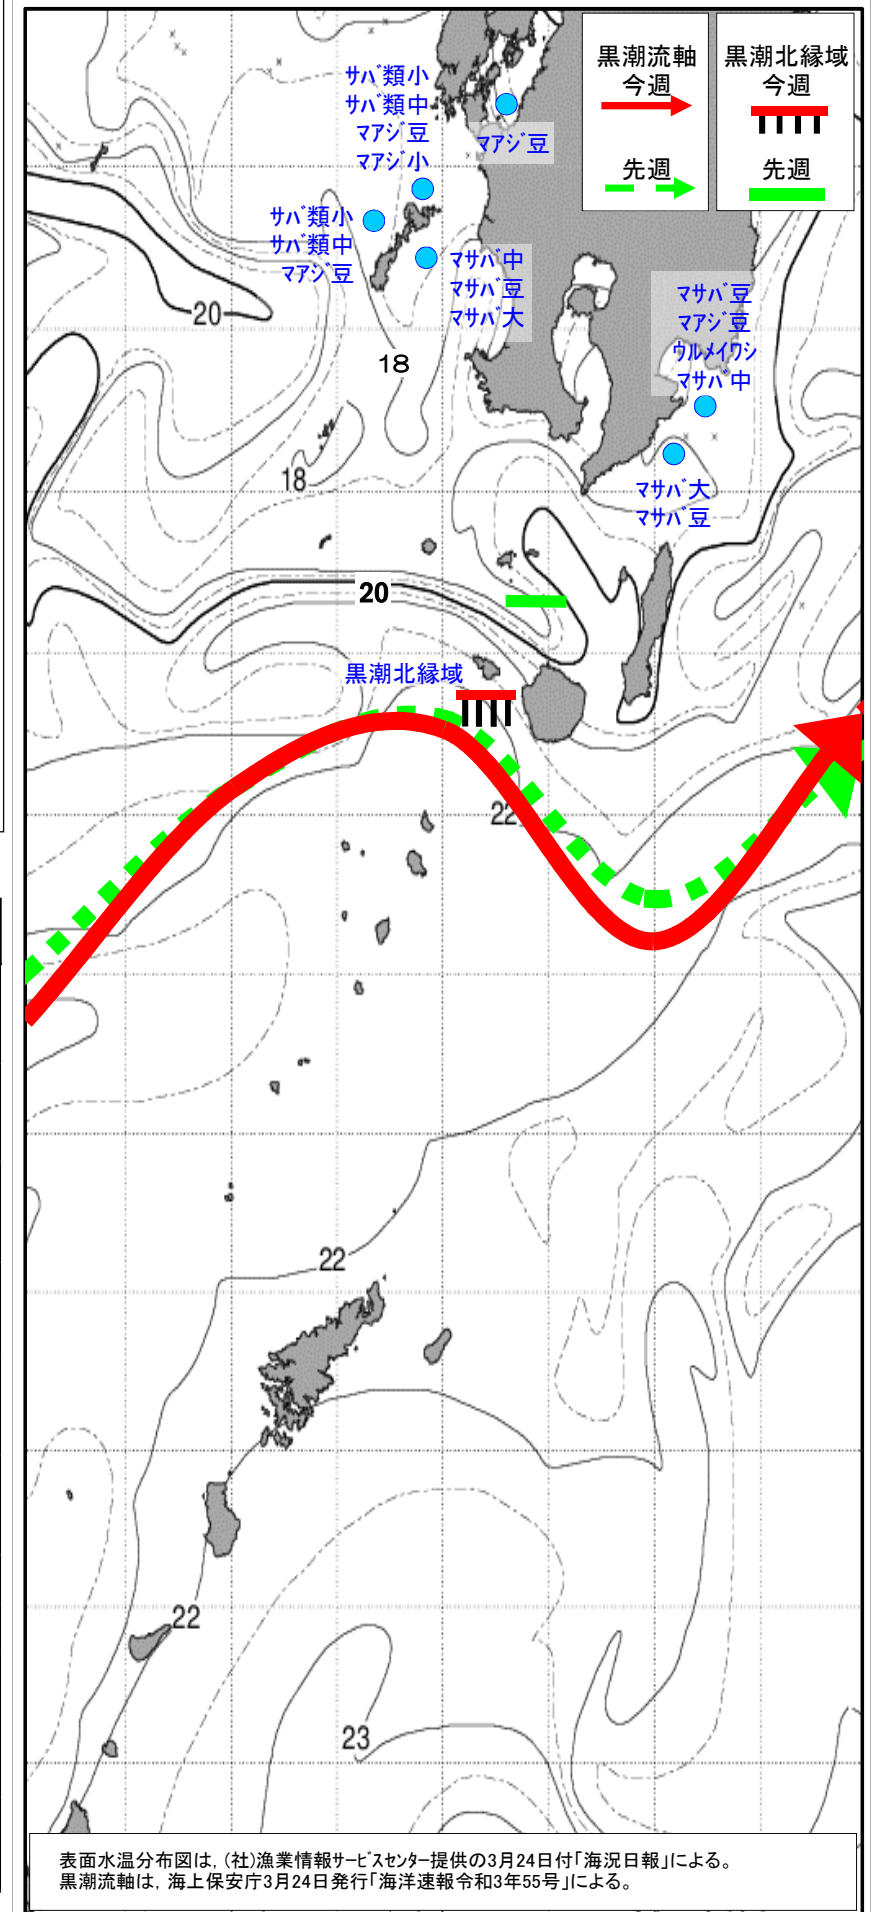 黒潮流軸
今週
先週
黒潮北縁域
今週
先週
サバ類小
サバ類中
マアジ豆
マアジ小
マアジ豆
サバ類小
サバ類中
マアジ豆
マサバ中
マサバ豆
マサバ大
マサバ豆
マアジ豆
ウルメイワシ
マサバ中
20
18
18
マサバ大
マサバ豆
20
黒潮北縁域
22
22
22
23
表面水温分布図は，(社)漁業情報サービスセンター提供の3月24日付「海況日報」による。
黒潮流軸は，海上保安庁3月24日発行「海洋速報令和3年55号」による。